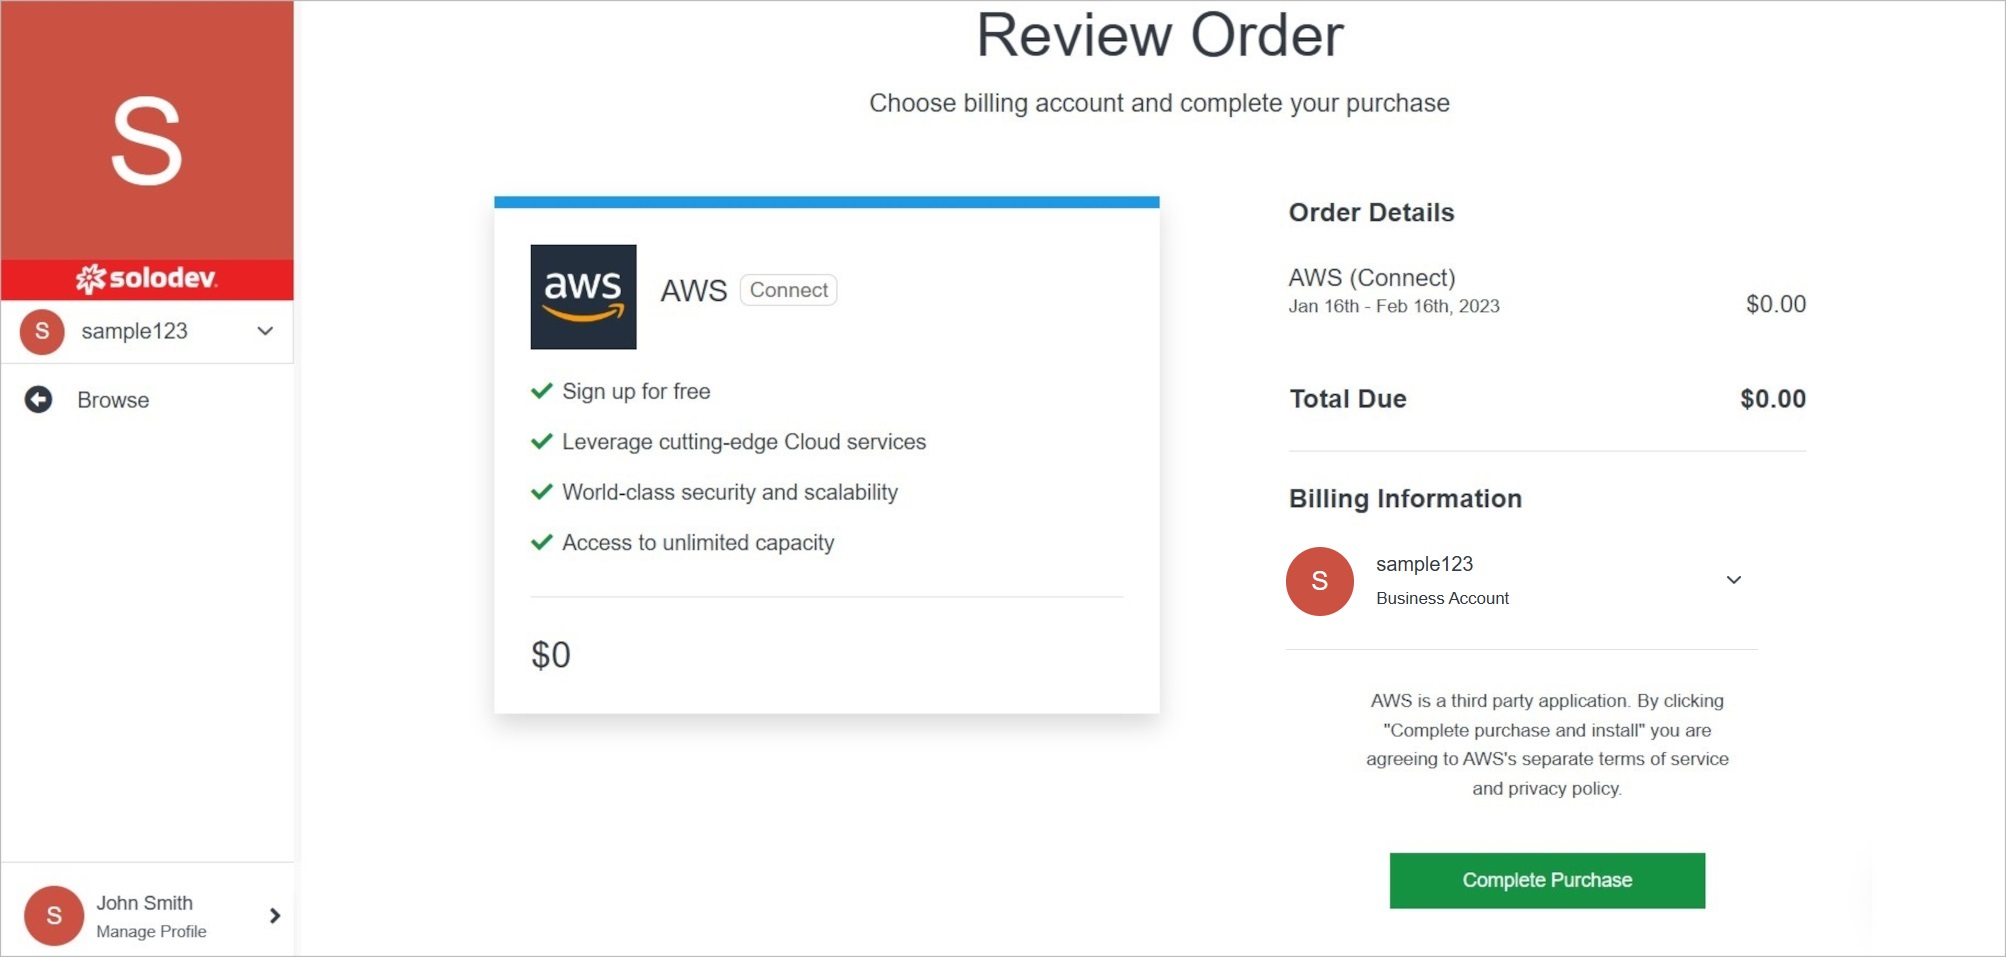 S
solodev
S sample123
Browse
S John Smith
Manage Profile
Review Order
Choose billing account and complete your purchase
aws
AWS Connect
Sign up for free
Leverage cutting-edge Cloud services
World-class security and scalability
Access to unlimited capacity
$0
Order Details
AWS (Connect)
Jan 16th - Feb 16th, 2023 $0.00
Total Due $0.00
Billing Information
S sample123
Business Account
AWS is a third party application. By clicking
"Complete purchase and install" you are
agreeing to AWS's separate terms of service
and privacy policy.
Complete Purchase